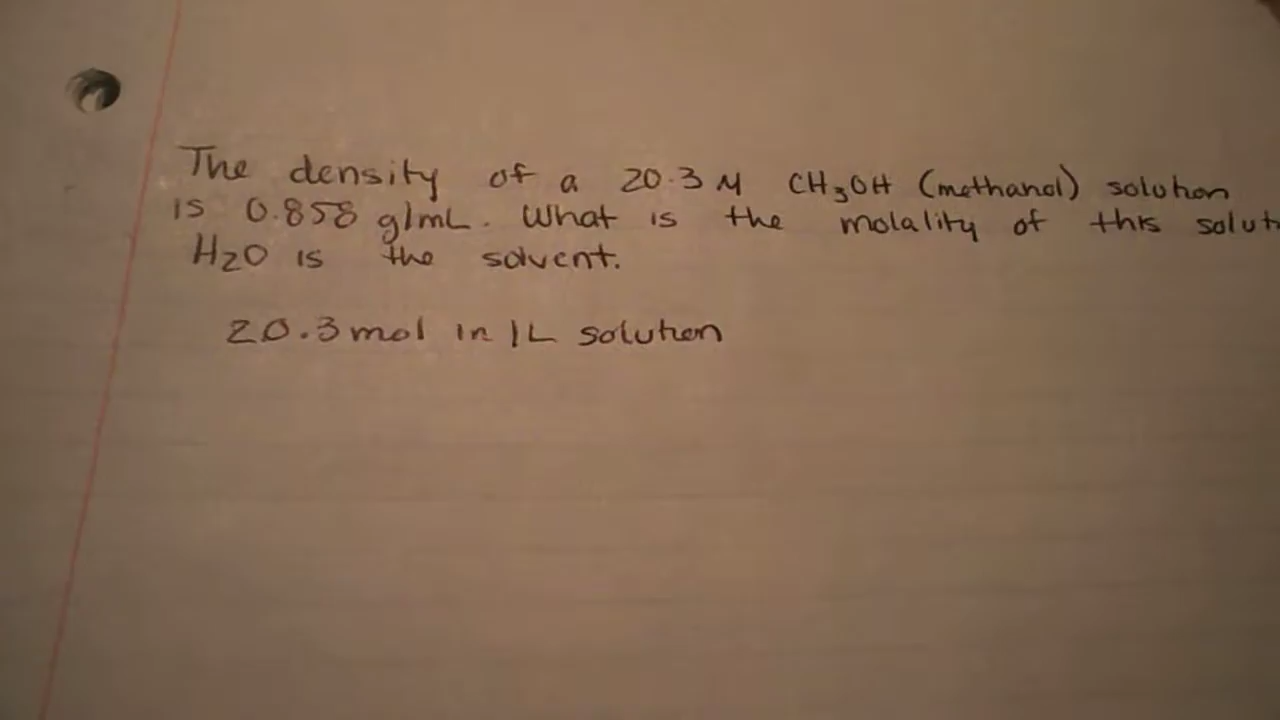 The density of a 20.3 M CH₃OH (methanol) solution
is 0.858 g/mL. What is the molality of this solut
H₂O is the solvent.
20.3 mol in 1L solution